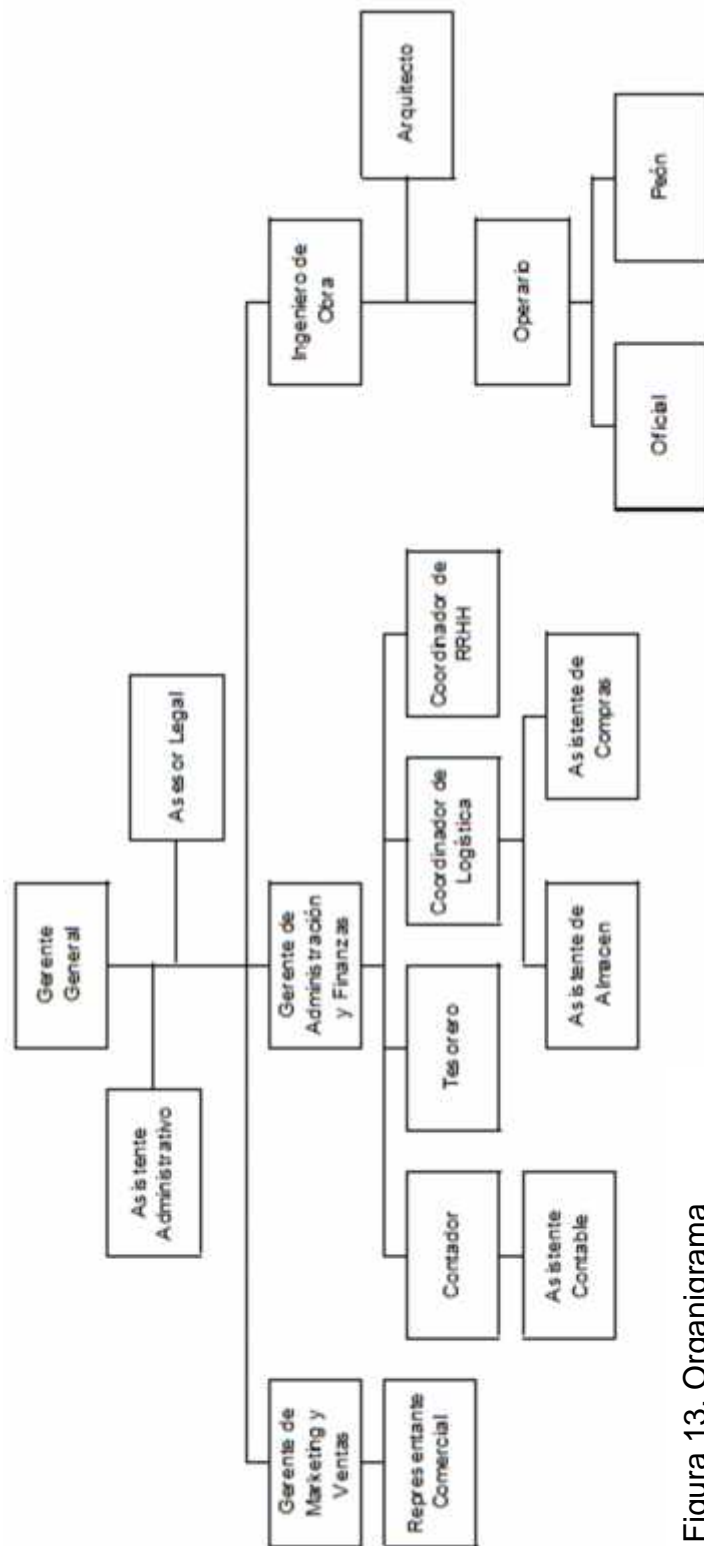 Gerente
General
Asistente
Administrativo
Asesor Legal
Gerente de
Marketing y
Ventas
Gerente de
Administración
y Finanzas
Ingeniero de
Obra
Representante
Comercial
Contador
Tesorero
Coordinador de
Logística
Coordinador de
RRHH
Arquitecto
Asistente
Contable
Asistente de
Almacen
Asistente de
Compras
Operario
Oficial
Peón
Figura 13. Organigrama